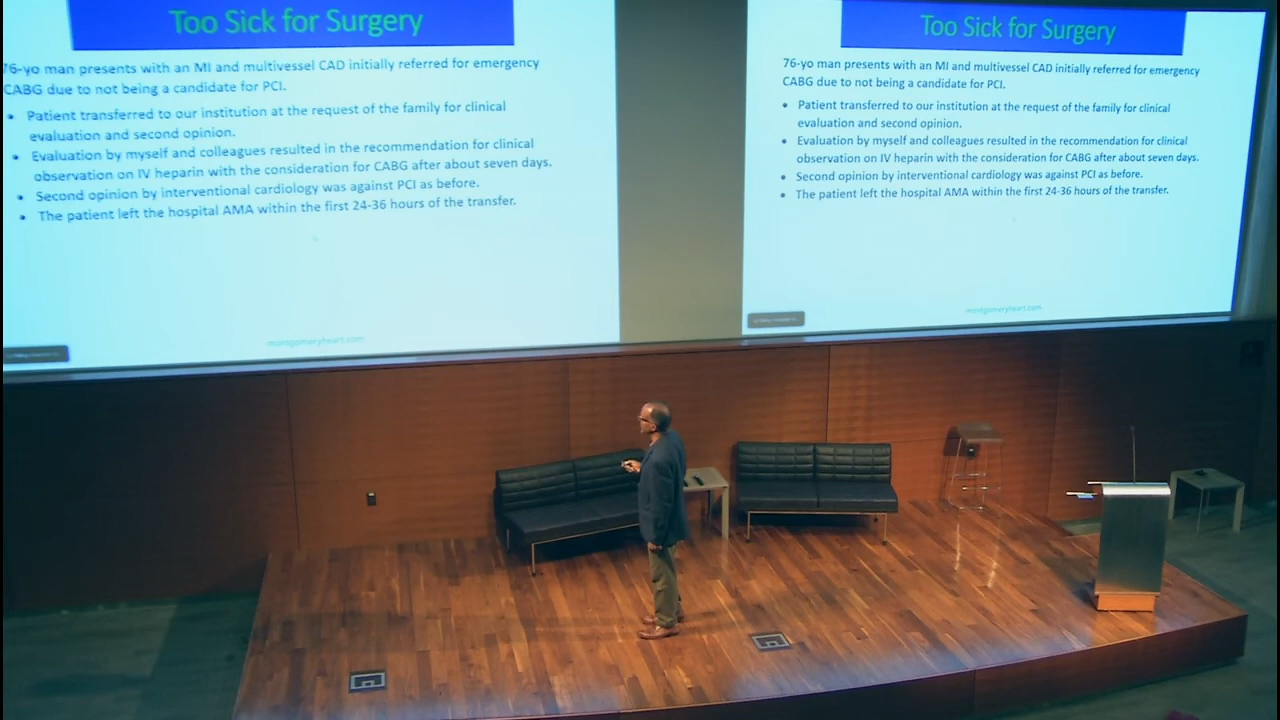 Too Sick for Surgery
76-yo man presents with an MI and multivessel CAD initially referred for emergency
CABG due to not being a candidate for PCI.
• Patient transferred to our institution at the request of the family for clinical
evaluation and second opinion.
• Evaluation by myself and colleagues resulted in the recommendation for clinical
observation on IV heparin with the consideration for CABG after about seven days.
• Second opinion by interventional cardiology was against PCI as before.
• The patient left the hospital AMA within the first 24-36 hours of the transfer.
montgomeryheart.com
Too Sick for Surgery
76-yo man presents with an MI and multivessel CAD initially referred for emergency
CABG due to not being a candidate for PCI.
• Patient transferred to our institution at the request of the family for clinical
evaluation and second opinion.
• Evaluation by myself and colleagues resulted in the recommendation for clinical
observation on IV heparin with the consideration for CABG after about seven days.
• Second opinion by interventional cardiology was against PCI as before.
• The patient left the hospital AMA within the first 24-36 hours of the transfer.
montgomeryheart.com